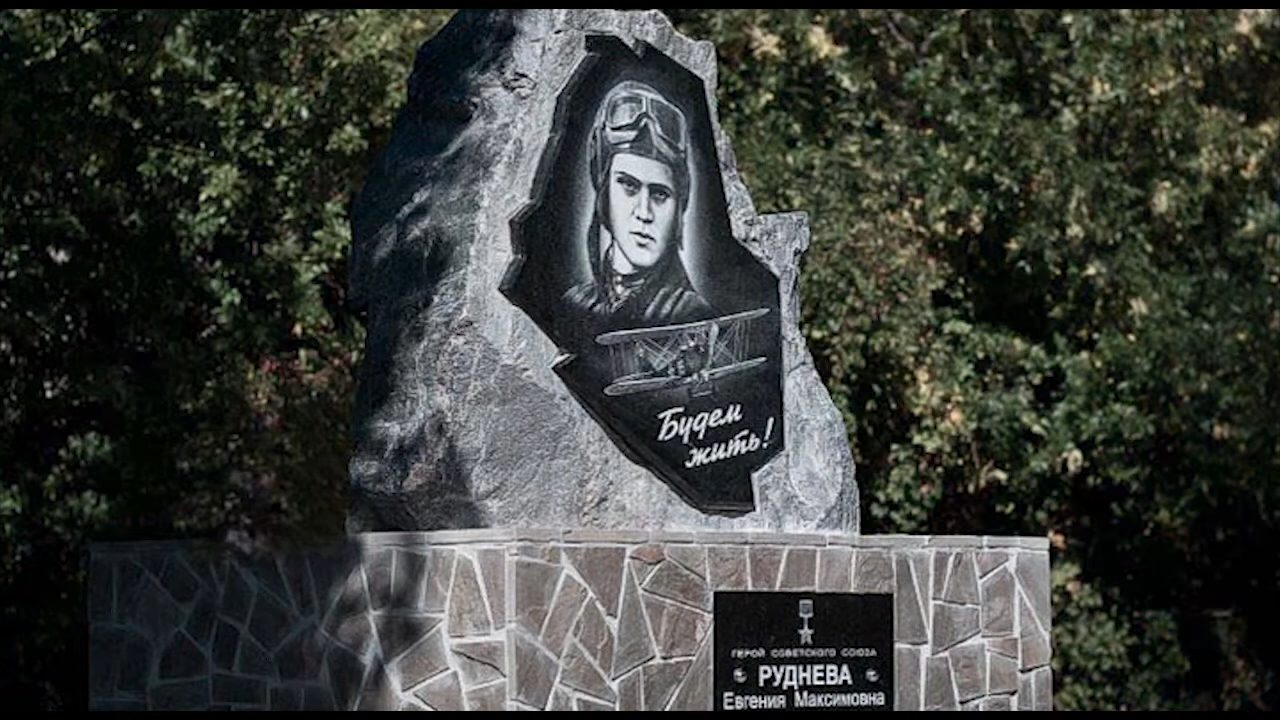 Будем
жить!
ГЕРОЙ СОВЕТСКОГО СОЮЗА
РУДНЕВА
Евгения Максимовна